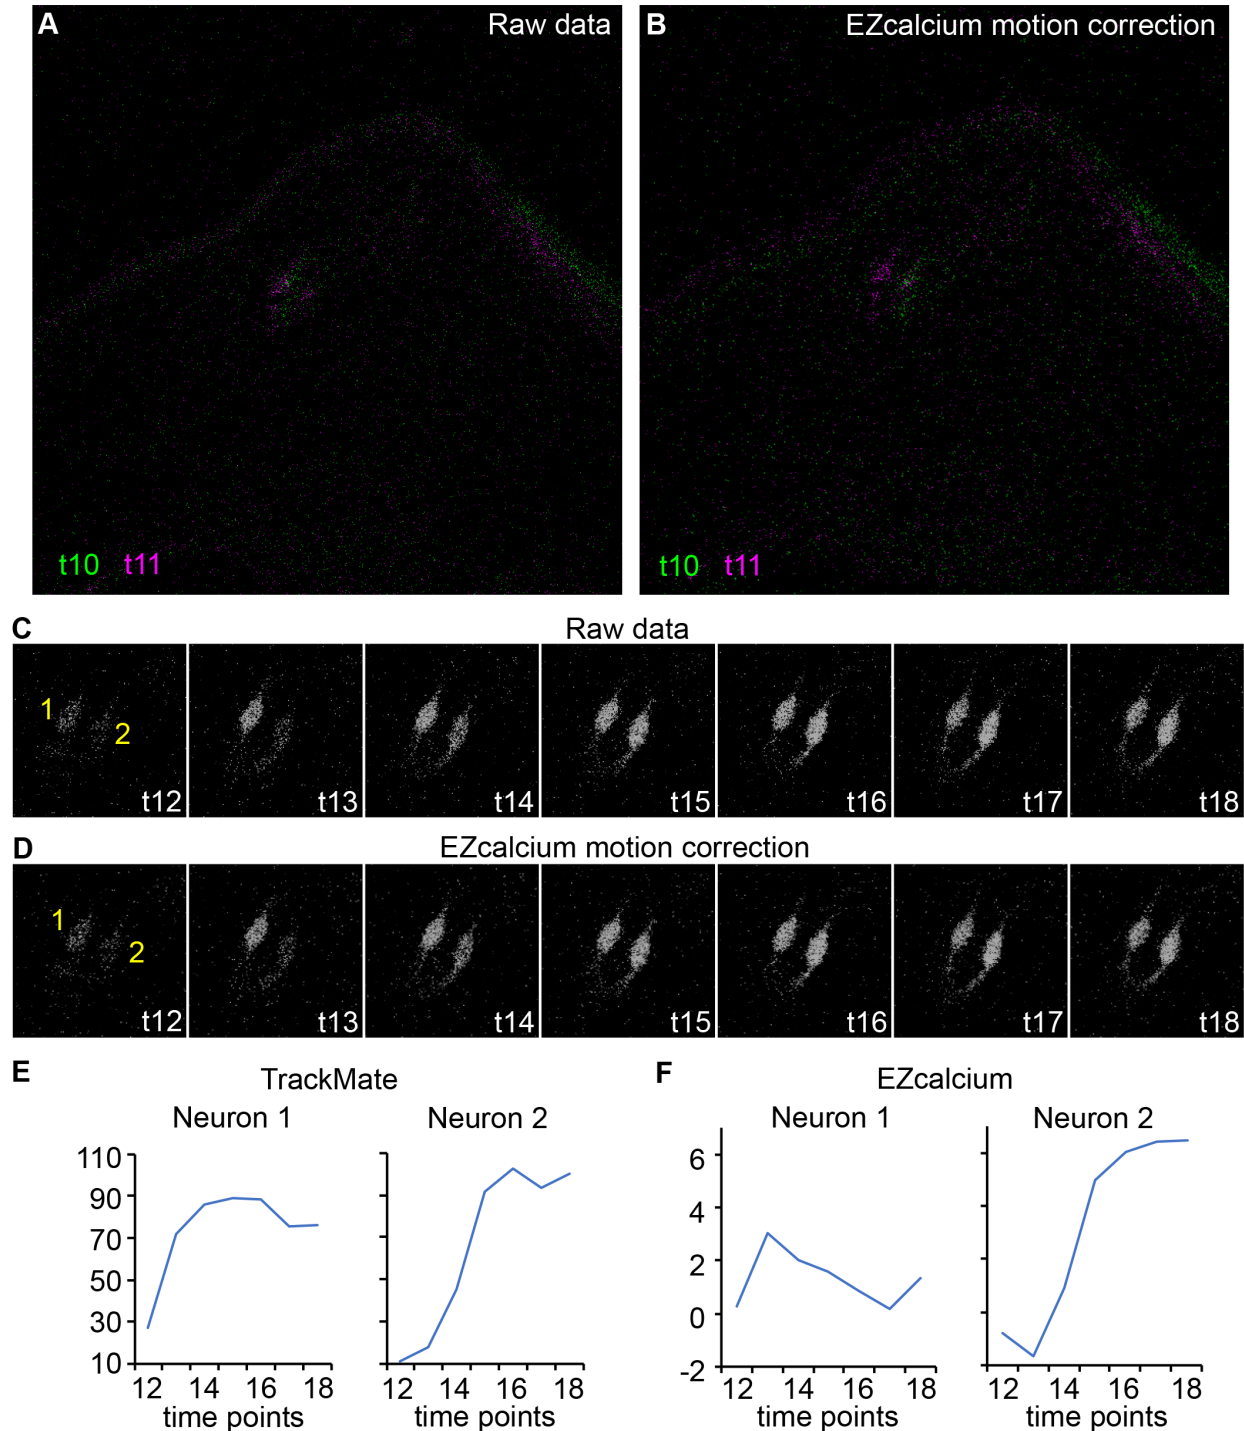 A Raw data
B EZcalcium motion correction
t10 t11
t10 t11
C Raw data
1 2
t12 t13 t14 t15 t16 t17 t18
D EZcalcium motion correction
1 2
t12 t13 t14 t15 t16 t17 t18
E TrackMate
Neuron 1 Neuron 2
110
90
70
50
30
10
12 14 16 18
time points
12 14 16 18
time points
F EZcalcium
Neuron 1 Neuron 2
6
4
2
0
-2
12 14 16 18
time points
12 14 16 18
time points